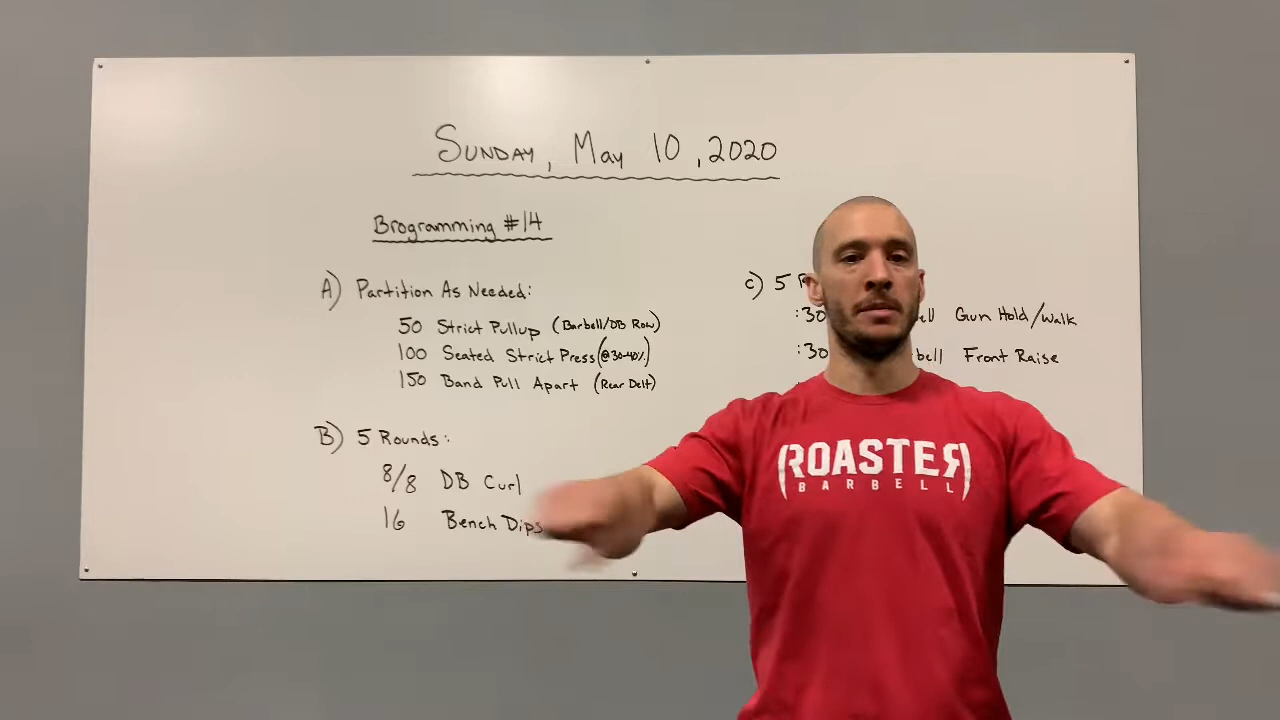 Sunday, May 10, 2020
Brogramming #14
A) Partition As Needed:
50 Strict Pullup (Barbell/DB Row)
100 Seated Strict Press (@30-40%)
150 Band Pull Apart (Rear Delt)
B) 5 Rounds:
8/8 DB Curl
16 Bench Dips
C) 5
:30 Gun Hold/Walk
:30 Front Raise
ROASTER
BARBELL